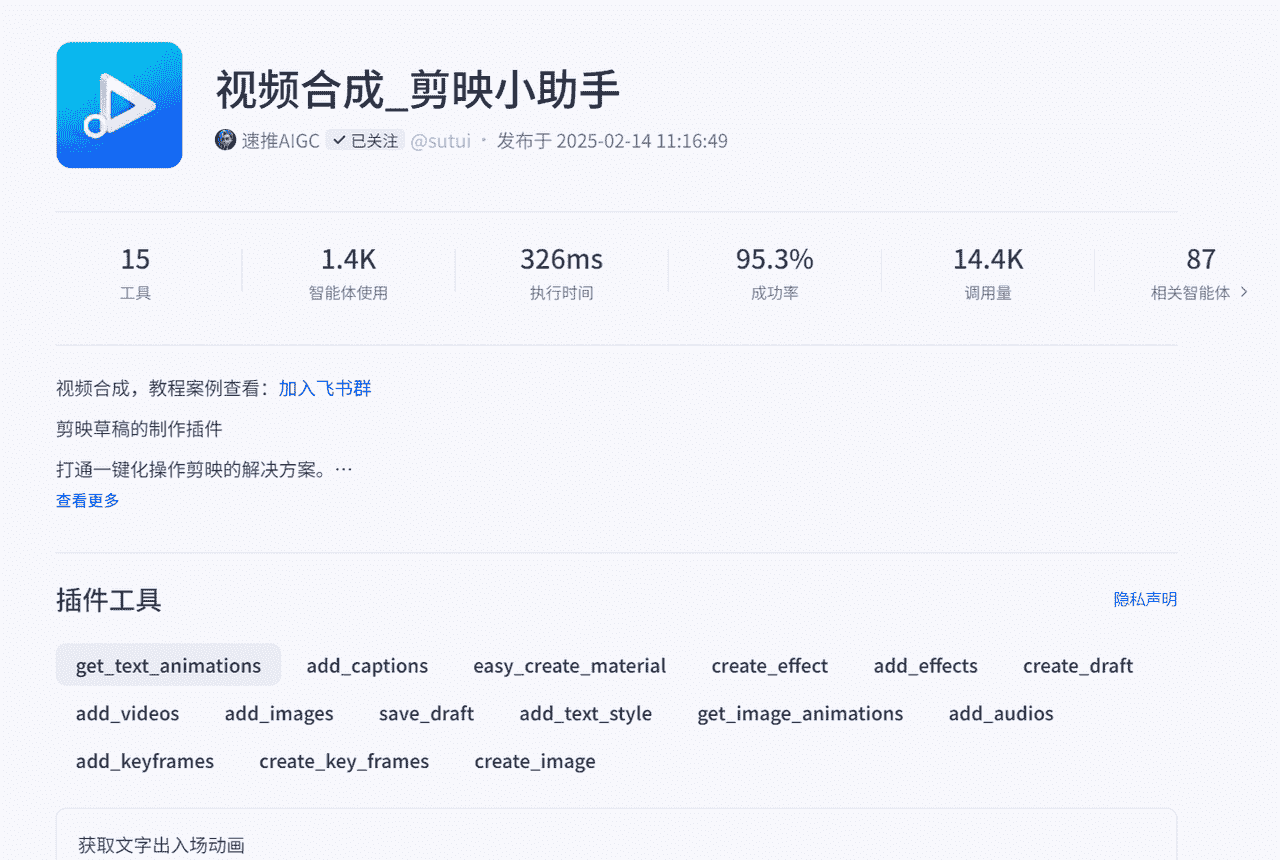 视频合成_剪映小助手
速推AIGC 已关注 @sutui · 发布于 2025-02-14 11:16:49
15 1.4K 326ms 95.3% 14.4K 87
工具 智能体使用 执行时间 成功率 调用量 相关智能体
视频合成，教程案例查看：加入飞书群
剪映草稿的制作插件
打通一键化操作剪映的解决方案。…
查看更多
插件工具 隐私声明
get_text_animations add_captions easy_create_material create_effect add_effects create_draft
add_videos add_images save_draft add_text_style get_image_animations add_audios
add_keyframes create_key_frames create_image
获取文字出入场动画